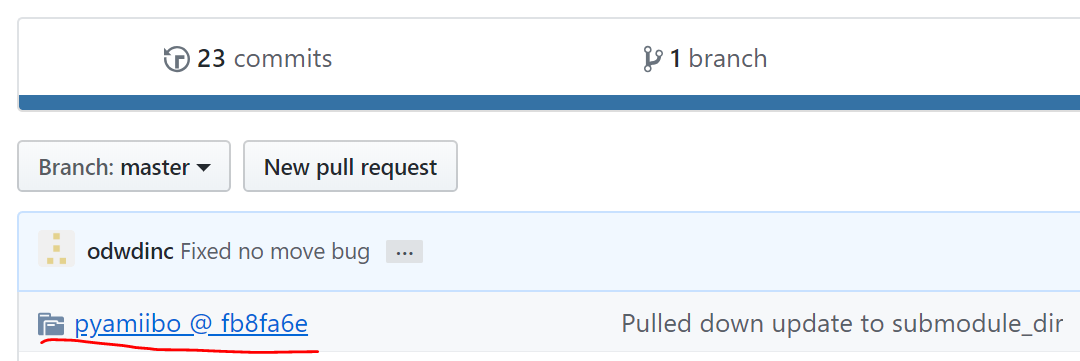 23 commits
1 branch
Branch: master
New pull request
odwdinc Fixed no move bug ...
pyamiibo @ fb8fa6e
Pulled down update to submodule_dir